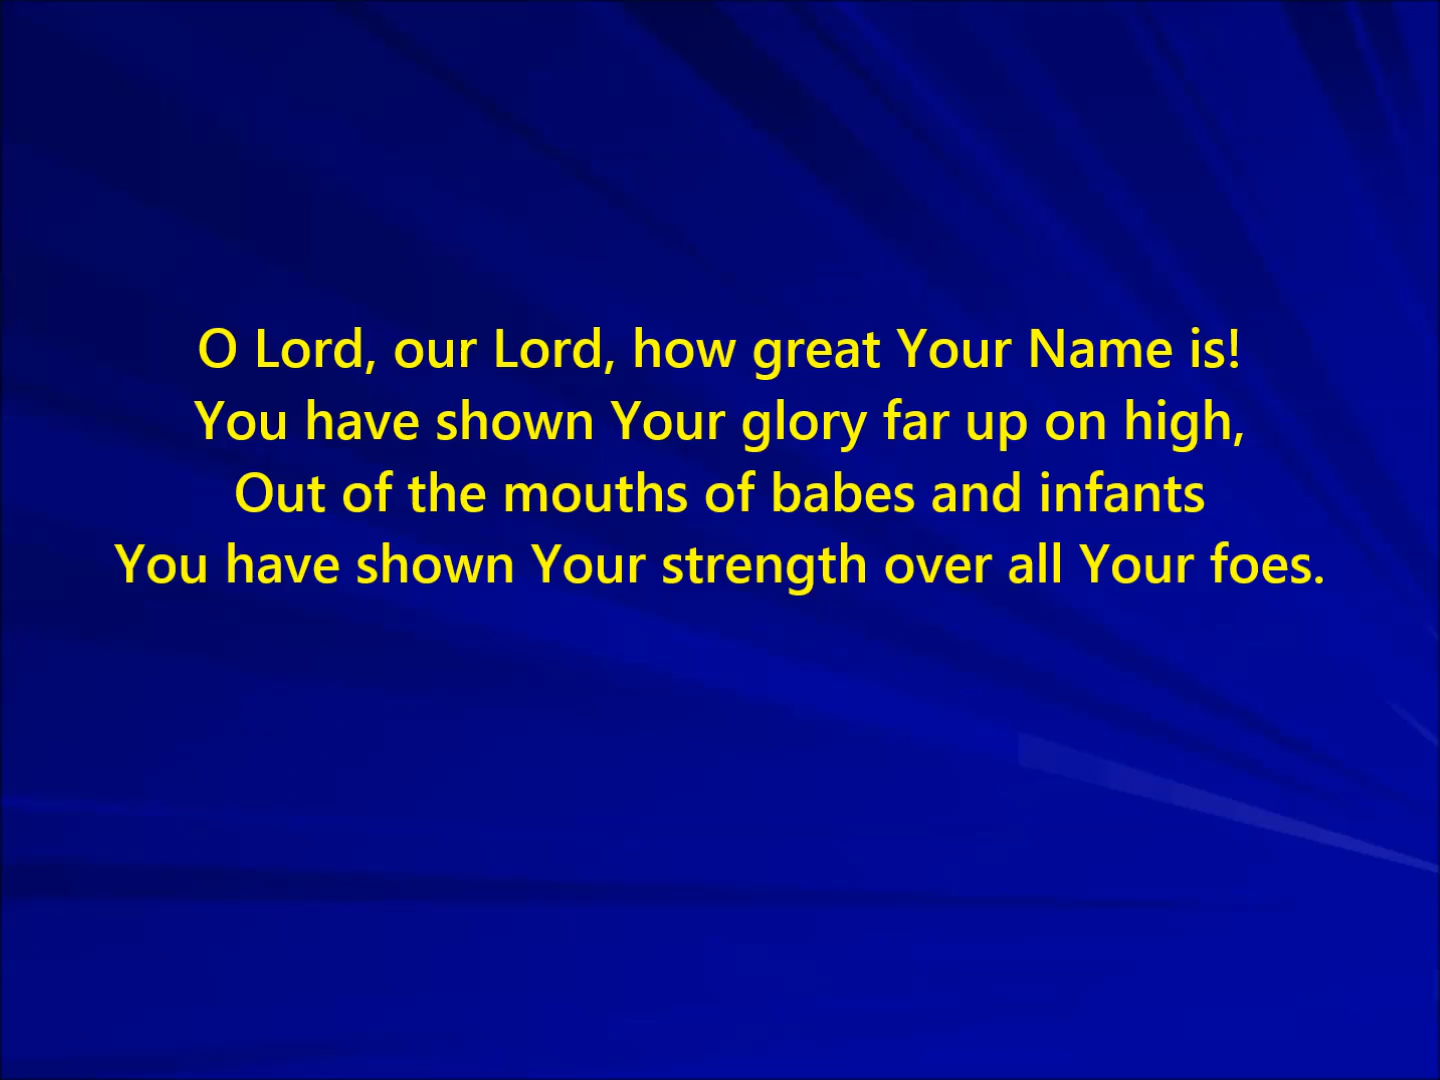 O Lord, our Lord, how great Your Name is!
You have shown Your glory far up on high,
Out of the mouths of babes and infants
You have shown Your strength over all Your foes.